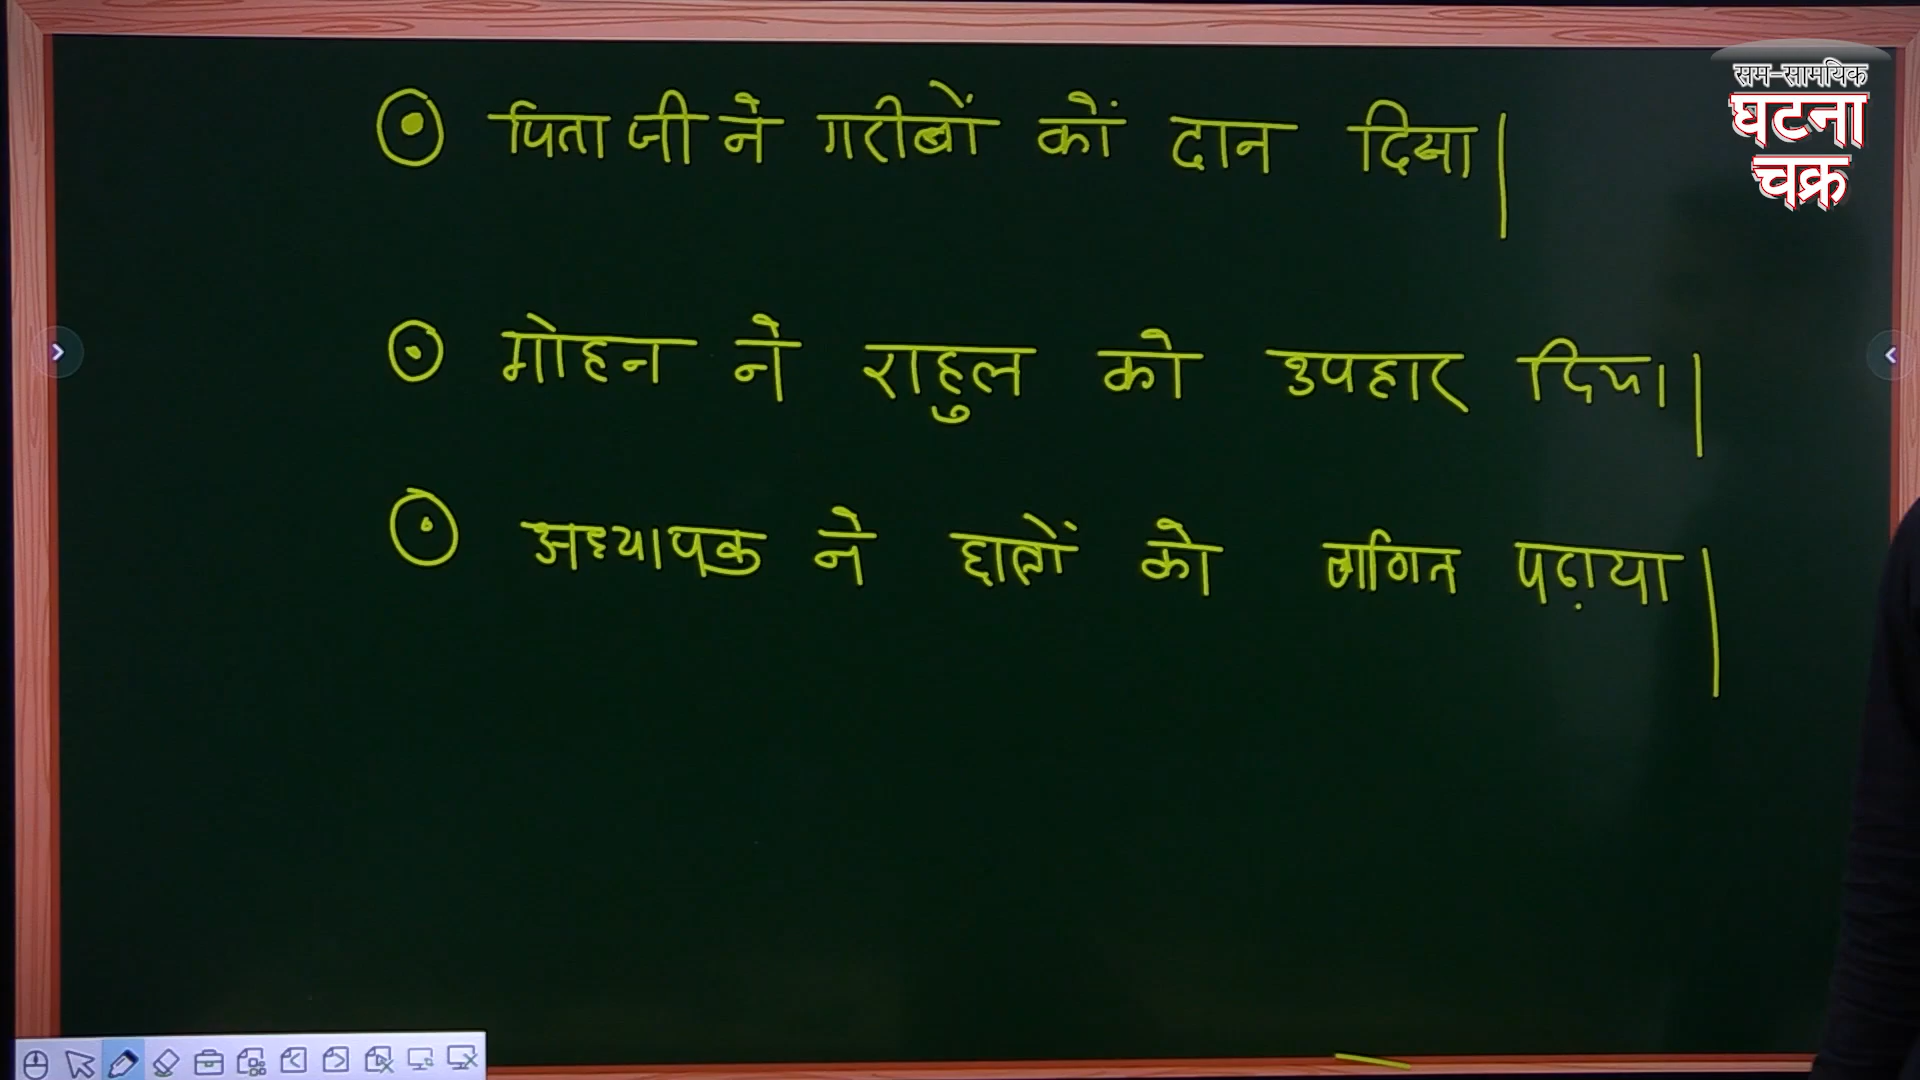 सम-सामयिक
घटना
चक्र
पिता जी ने गरीबों कों दान दिया|
मोहन ने राहुल को उपहार दिया|
अध्यापक ने छात्रों को गणित पढ़ाया|